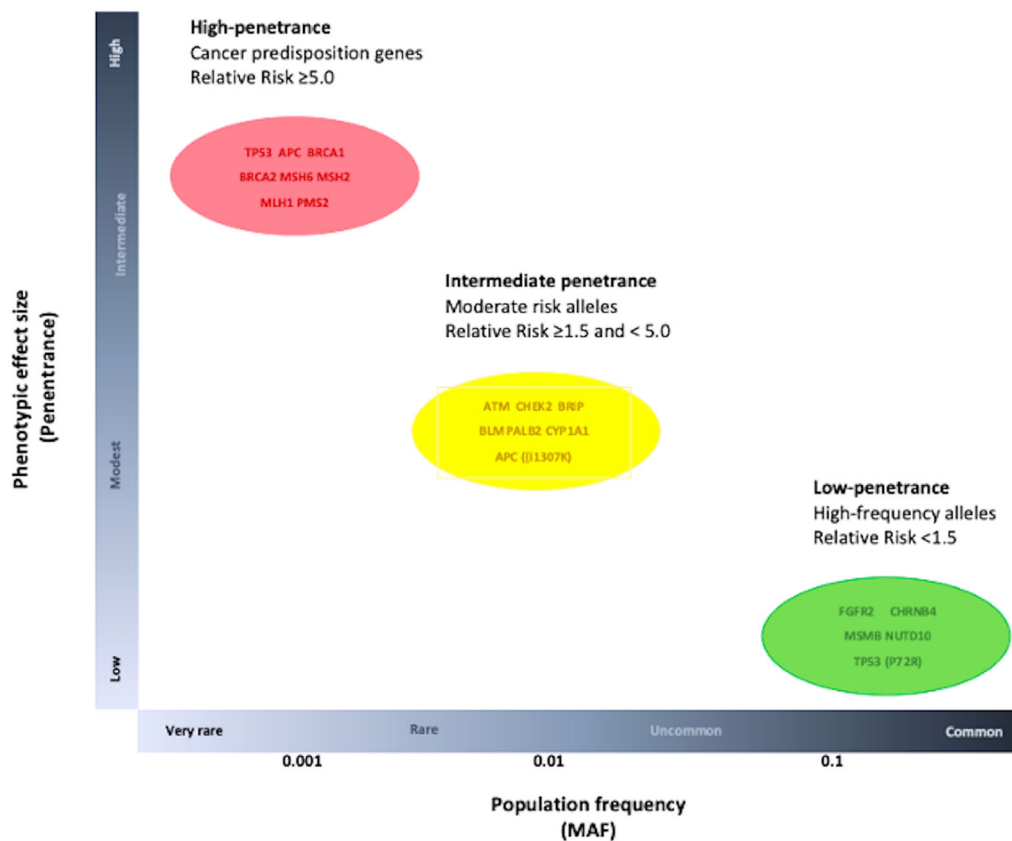 High-penetrance
Cancer predisposition genes
Relative Risk ≥5.0
TP53 APC BRCA1
BRCA2 MSH6 MSH2
MLH1 PMS2
Intermediate penetrance
Moderate risk alleles
Relative Risk ≥1.5 and < 5.0
ATM CHEK2 BRIP
BLM PALB2 CYP1A1
APC ((i1307K)
Low-penetrance
High-frequency alleles
Relative Risk <1.5
FGFR2 CHRNB4
MSMB NUTD10
TP53 (P72R)
High
Intermediate
Modest
Low
Phenotypic effect size
(Penentrance)
Very rare
Rare
Uncommon
Common
0.001
0.01
0.1
Population frequency
(MAF)